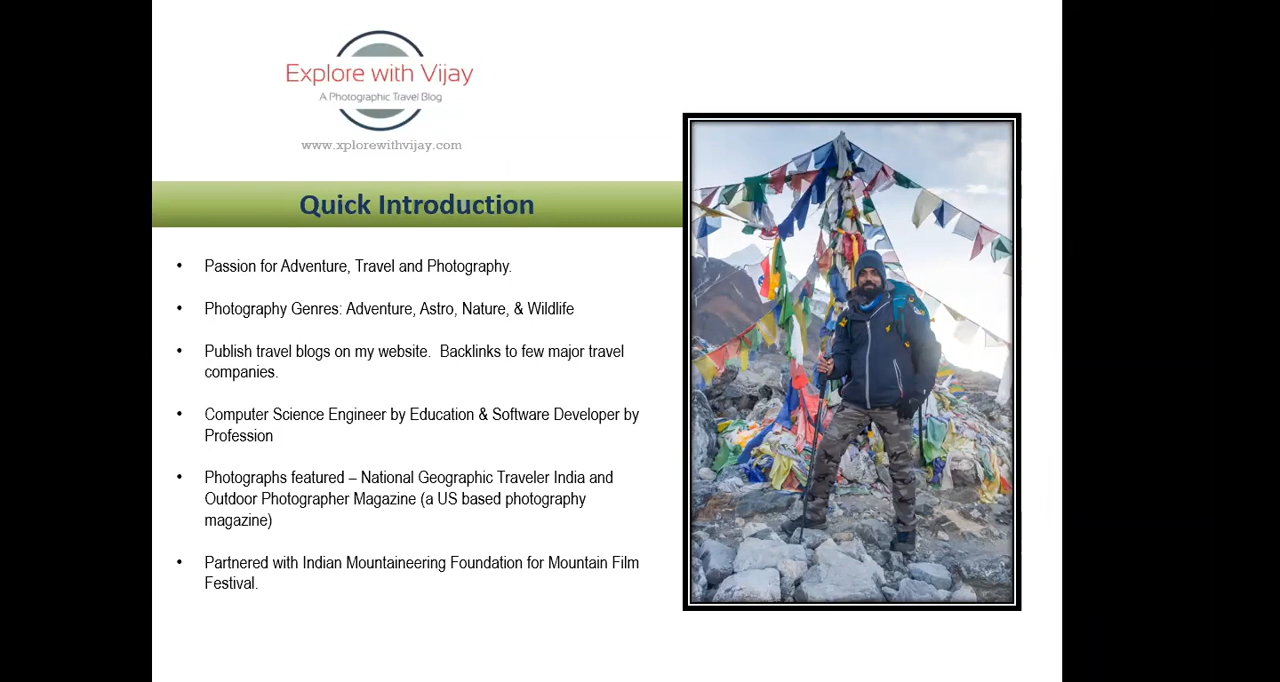 Explore with Vijay
A Photographic Travel Blog
www.xplorewithvijay.com
Quick Introduction
• Passion for Adventure, Travel and Photography.
• Photography Genres: Adventure, Astro, Nature, & Wildlife
• Publish travel blogs on my website.  Backlinks to few major travel
companies.
• Computer Science Engineer by Education & Software Developer by
Profession
• Photographs featured – National Geographic Traveler India and
Outdoor Photographer Magazine (a US based photography
magazine)
• Partnered with Indian Mountaineering Foundation for Mountain Film
Festival.